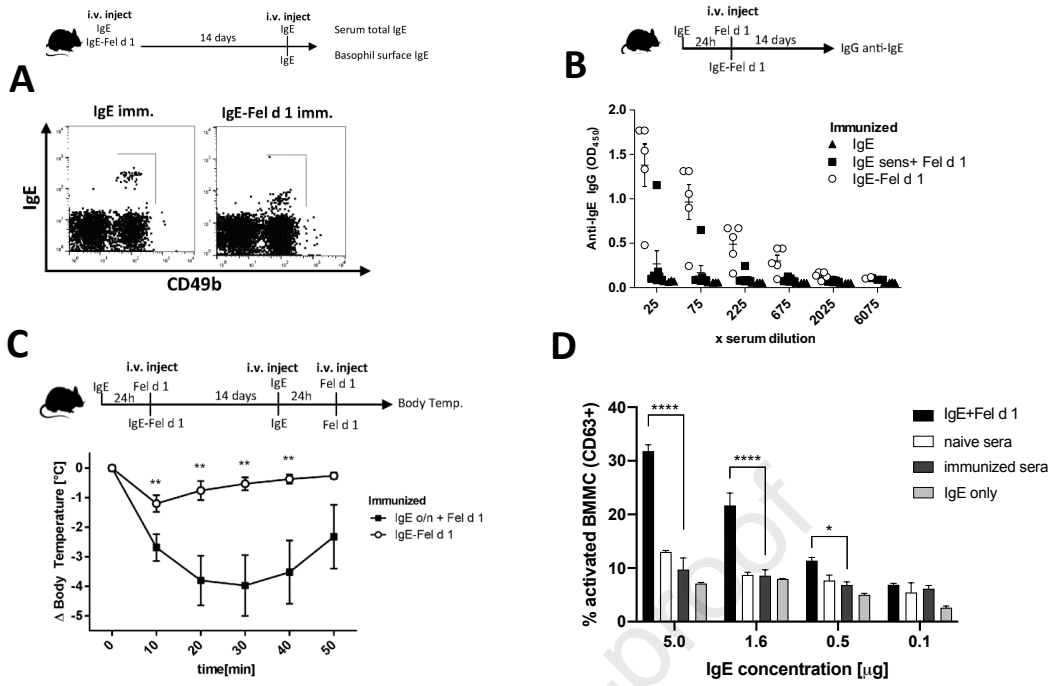 A
i.v. inject
IgE
IgE-Fel d 1
14 days
i.v. inject
IgE
IgE
Serum total IgE
Basophil surface IgE
IgE imm.
IgE-Fel d 1 imm.
IgE
CD49b
B
i.v. inject
IgE
24h
Fel d 1
IgE-Fel d 1
14 days
IgG anti-IgE
Anti-IgE IgG (OD450)
2.0
1.5
1.0
0.5
0.0
25
75
225
675
2025
6075
x serum dilution
Immunized
IgE
IgE sens+ Fel d 1
IgE-Fel d 1
C
i.v. inject
IgE
24h
Fel d 1
IgE-Fel d 1
14 days
i.v. inject
IgE
IgE
24h
i.v. inject
Fel d 1
Fel d 1
Body Temp.
Δ Body Temperature [°C]
1
0
-1
-2
-3
-4
-5
**
**
**
**
0
10
20
30
40
50
time[min]
Immunized
IgE o/n + Fel d 1
IgE-Fel d 1
D
% activated BMMC (CD63+)
40
30
20
10
0
****
****
*
5.0
1.6
0.5
0.1
IgE concentration [µg]
IgE+Fel d 1
naive sera
immunized sera
IgE only